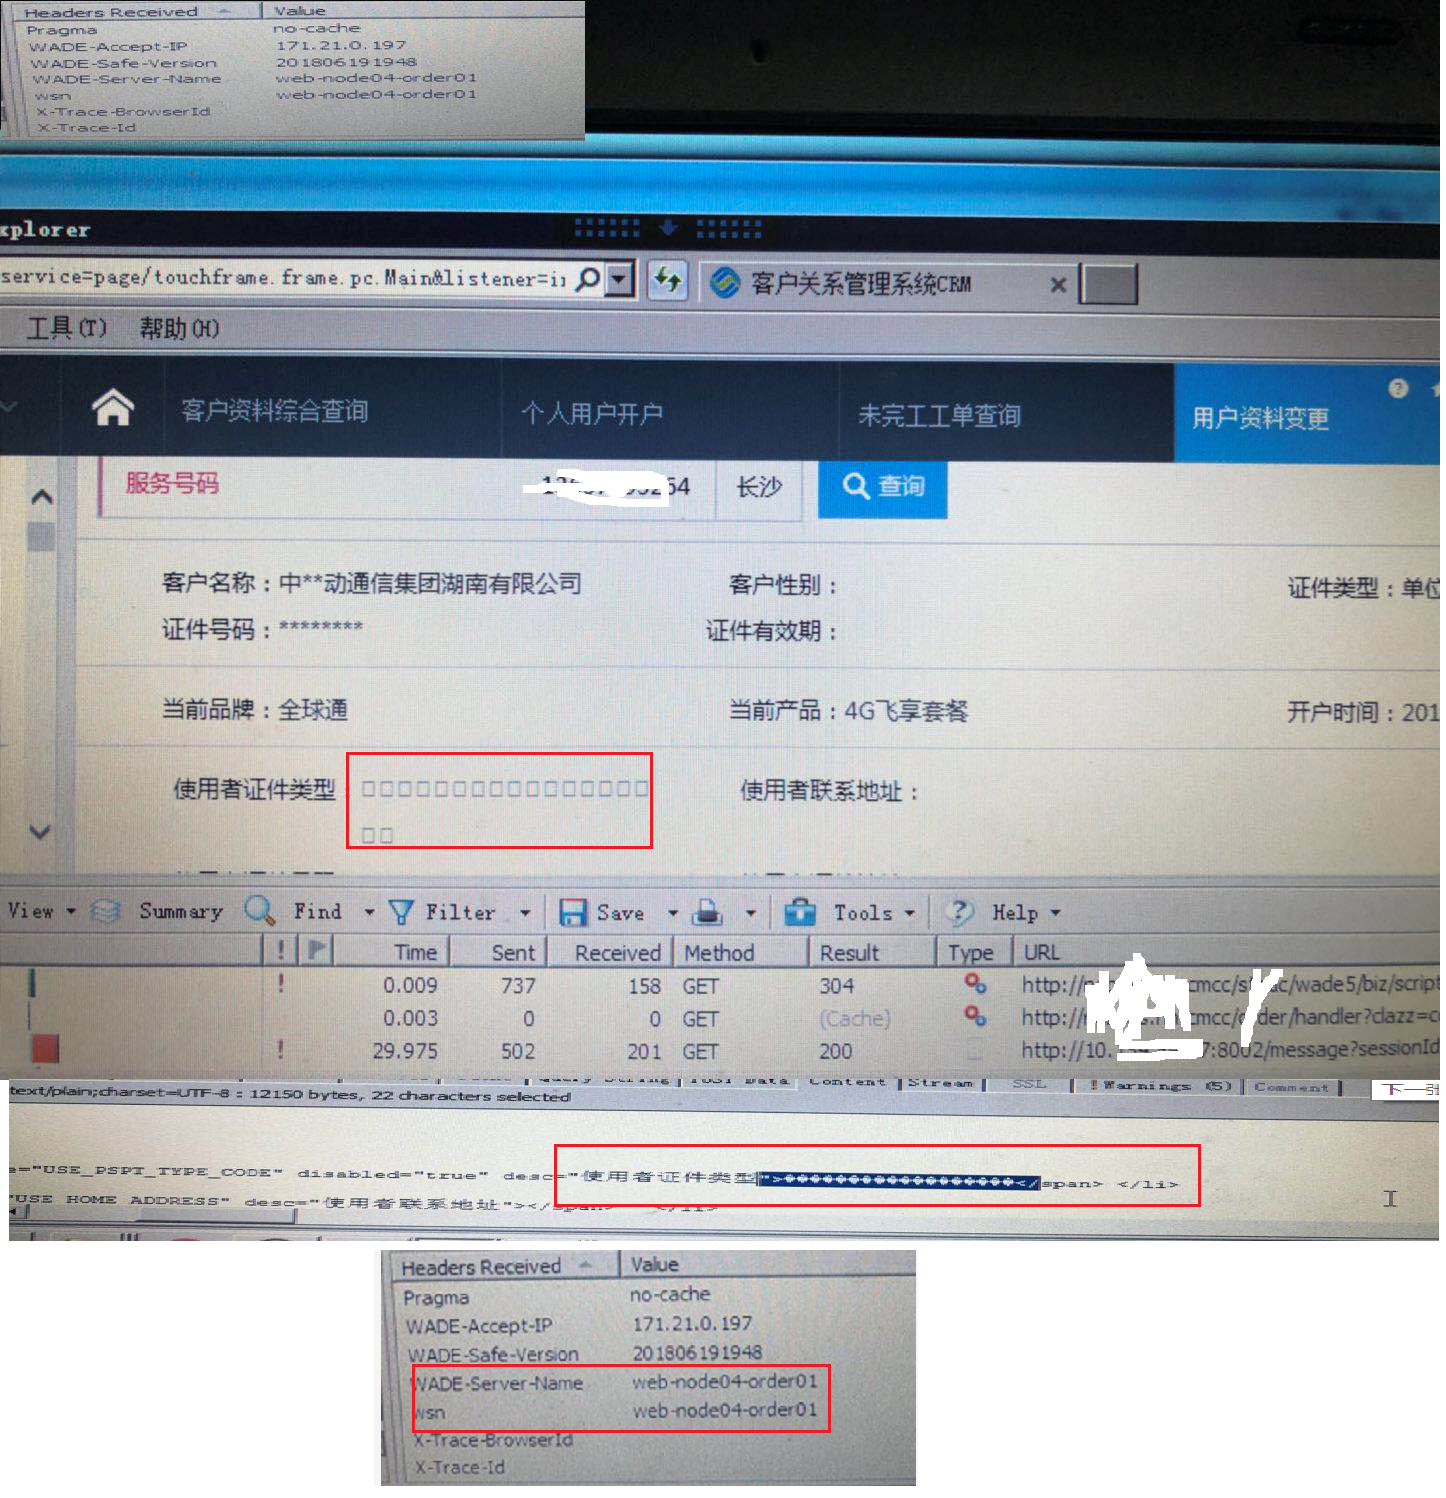 Headers Received Value
Pragma no-cache
WADE-Accept-IP 171.21.0.197
WADE-Safe-Version 201806191948
WADE-Server-Name web-node04-order01
wsn web-node04-order01
X-Trace-BrowserId
X-Trace-Id
xplorer
service=page/touchframe.frame.pc.Main&listener=i
客户关系管理系统CRM
工具(T) 帮助(H)
客户资料综合查询 个人用户开户 未完工工单查询 用户资料变更
服务号码 长沙 查询
客户名称：中**动通信集团湖南有限公司 客户性别： 证件类型：单位
证件号码：******** 证件有效期：
当前品牌：全球通 当前产品：4G飞享套餐 开户时间：201
使用者证件类型： □□□□□□□□□□□□□□□□ 使用者联系地址：
□□
View Summary Find Filter Save Tools Help
! Time Sent Received Method Result Type URL
! 0.009 737 158 GET 304 http:// cmcc/s /wade5/biz/script
0.003 0 0 GET (Cache) http:// cmcc/ der/handler?clazz=c
! 29.975 502 201 GET 200 http://10. 7:8002/message?sessionId
Content Stream SSL ! Warnings (5) Comment 下一张
text/plain;charset=UTF-8 : 12150 bytes, 22 characters selected
e="USE_PSPT_TYPE_CODE" disabled="true" desc="使用者证件类型">������������������</span> </li>
"USE_HOME_ADDRESS" desc="使用者联系地址"></span> </li>
Headers Received Value
Pragma no-cache
WADE-Accept-IP 171.21.0.197
WADE-Safe-Version 201806191948
WADE-Server-Name web-node04-order01
wsn web-node04-order01
X-Trace-BrowserId
X-Trace-Id